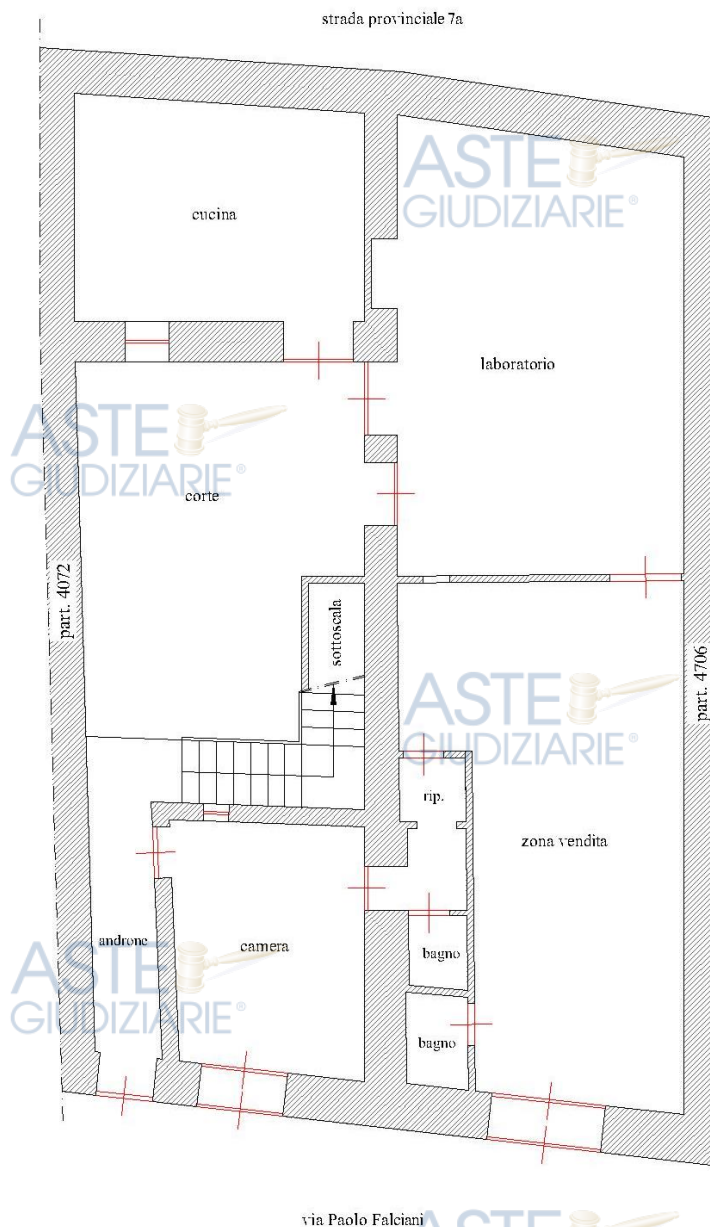 strada provinciale 7a
ASTE
GIUDIZIARIE®
cucina
laboratorio
ASTE
GIUDIZIARIE®
corte
part. 4072
sottoscala
part. 4706
ASTE
GIUDIZIARIE®
rip.
zona vendita
androne
camera
bagno
ASTE
GIUDIZIARIE®
bagno
via Paolo Falciani
ASTE